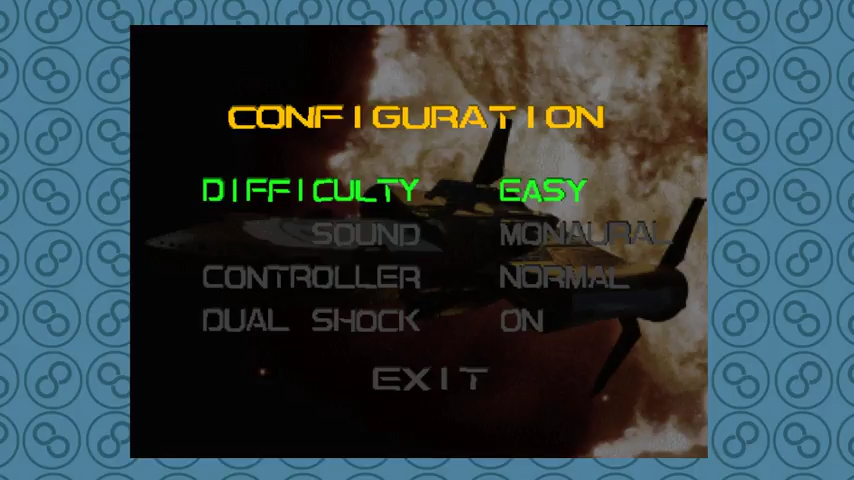 CONFIGURATION
DIFFICULTY EASY
SOUND MONAURAL
CONTROLLER NORMAL
DUAL SHOCK ON
EXIT